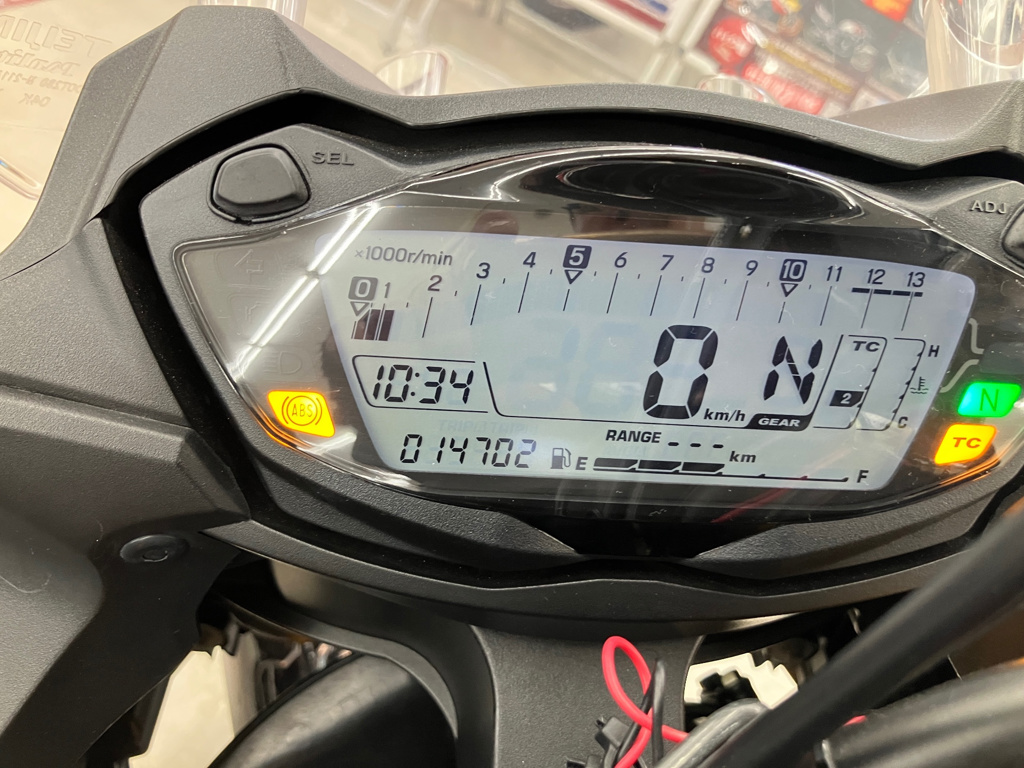 SEL
ADJ
×1000r/min
0 1 2 3 4 5 6 7 8 9 10 11 12 13
10:34
0 km/h
N
GEAR
TC
2
H
C
ABS
N
TC
014702
E
F
RANGE --- km